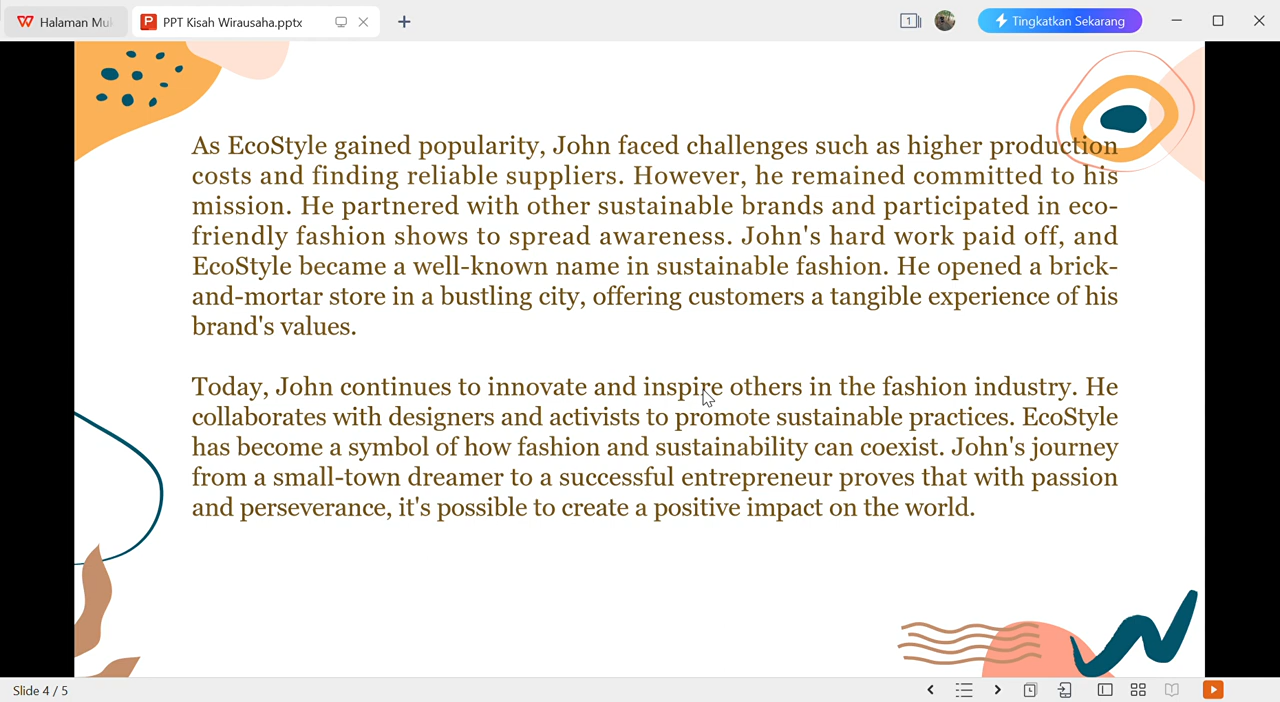 Halaman Mu
PPT Kisah Wirausaha.pptx
1
Tingkatkan Sekarang
As EcoStyle gained popularity, John faced challenges such as higher production
costs and finding reliable suppliers. However, he remained committed to his
mission. He partnered with other sustainable brands and participated in eco-
friendly fashion shows to spread awareness. John's hard work paid off, and
EcoStyle became a well-known name in sustainable fashion. He opened a brick-
and-mortar store in a bustling city, offering customers a tangible experience of his
brand's values.
Today, John continues to innovate and inspire others in the fashion industry. He
collaborates with designers and activists to promote sustainable practices. EcoStyle
has become a symbol of how fashion and sustainability can coexist. John's journey
from a small-town dreamer to a successful entrepreneur proves that with passion
and perseverance, it's possible to create a positive impact on the world.
Slide 4 / 5